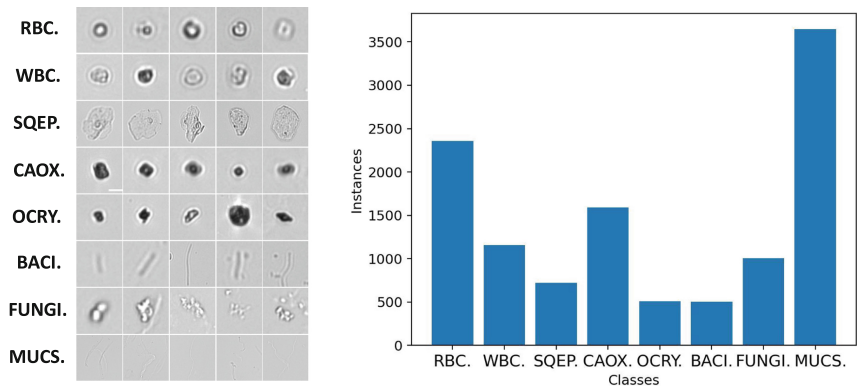 RBC.
WBC.
SQEP.
CAOX.
OCRY.
BACI.
FUNGI.
MUCS.
Instances
3500
3000
2500
2000
1500
1000
500
0
RBC. WBC. SQEP. CAOX. OCRY. BACI. FUNGI. MUCS.
Classes